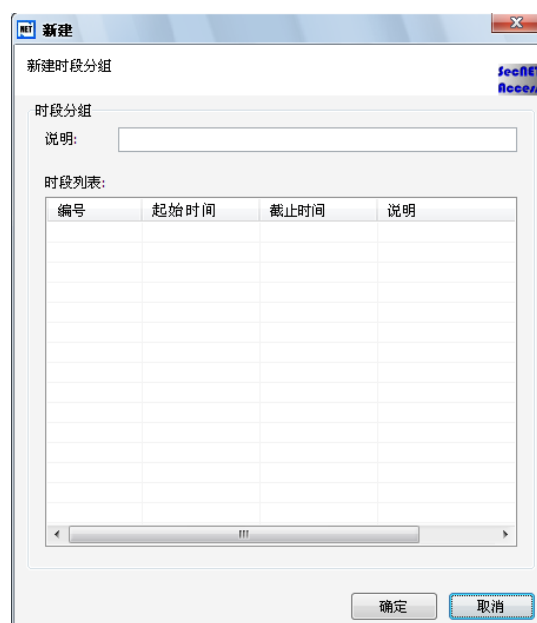 NET 新建
新建时段分组
SecNET
Acces
时段分组
说明:
时段列表:
编号 起始时间 截止时间 说明
确定 取消